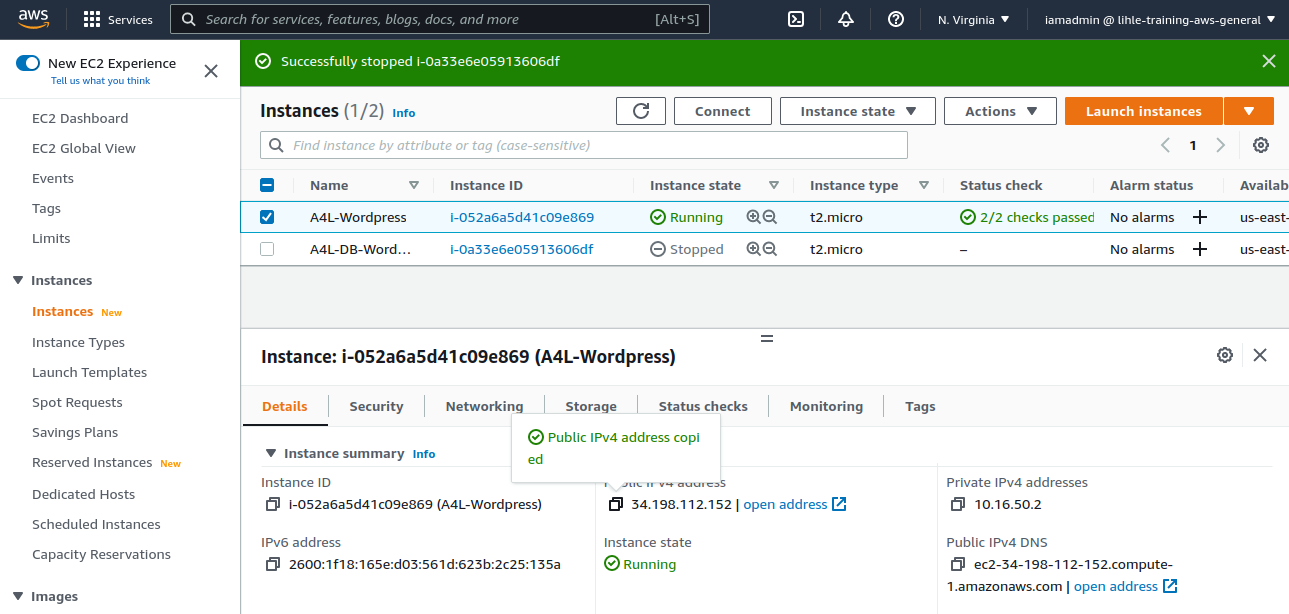 aws
Services
Search for services, features, blogs, docs, and more [Alt+S]
N. Virginia ▼
iamadmin @ lihle-training-aws-general ▼
New EC2 Experience
Tell us what you think
EC2 Dashboard
EC2 Global View
Events
Tags
Limits
Instances
Instances New
Instance Types
Launch Templates
Spot Requests
Savings Plans
Reserved Instances New
Dedicated Hosts
Scheduled Instances
Capacity Reservations
Images
Successfully stopped i-0a33e6e05913606df
Instances (1/2) Info
Connect
Instance state ▼
Actions ▼
Launch instances ▼
Find instance by attribute or tag (case-sensitive)
1
Name Instance ID Instance state Instance type Status check Alarm status Availab
A4L-Wordpress i-052a6a5d41c09e869 Running t2.micro 2/2 checks passed No alarms + us-east-
A4L-DB-Word… i-0a33e6e05913606df Stopped t2.micro – No alarms + us-east-
Instance: i-052a6a5d41c09e869 (A4L-Wordpress)
Details Security Networking Storage Status checks Monitoring Tags
Public IPv4 address copi
ed
Instance summary Info
Instance ID
i-052a6a5d41c09e869 (A4L-Wordpress)
Public IPv4 address
34.198.112.152 | open address
Private IPv4 addresses
10.16.50.2
IPv6 address
2600:1f18:165e:d03:561d:623b:2c25:135a
Instance state
Running
Public IPv4 DNS
ec2-34-198-112-152.compute-
1.amazonaws.com | open address